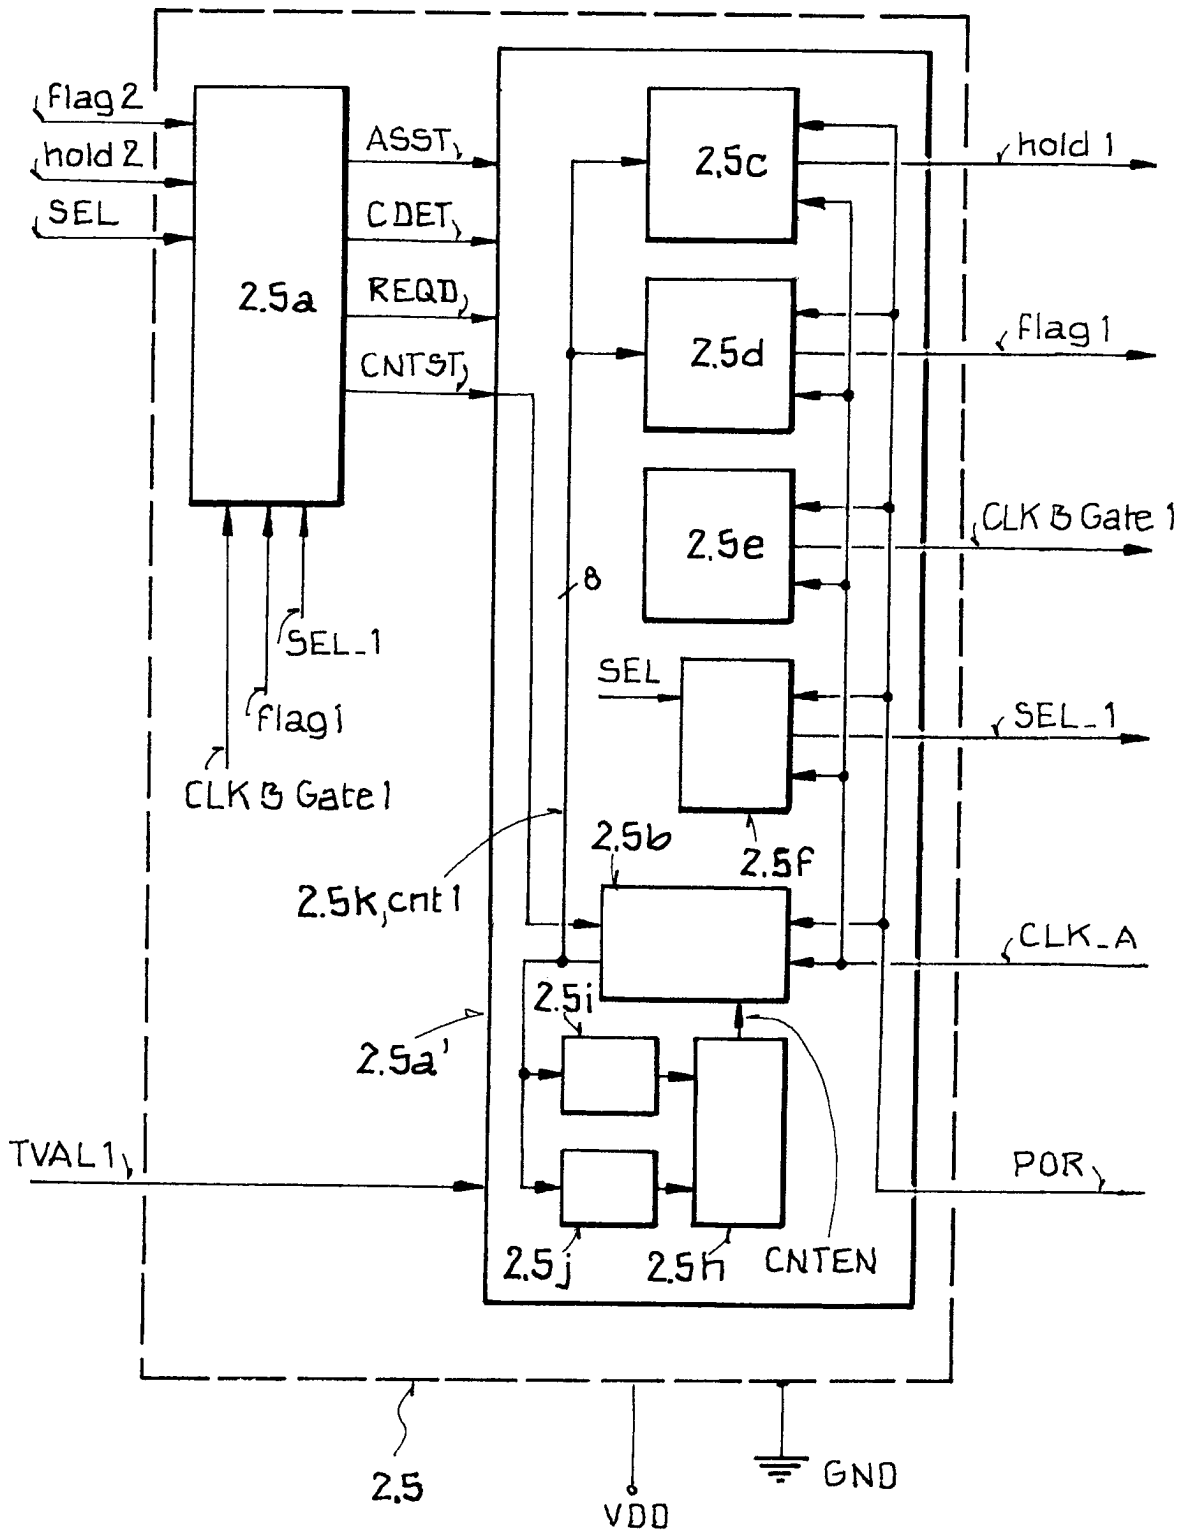 flag 2
hold 2
SEL
ASST
CDET
REQD
CNTST
2.5a
2.5c
2.5d
2.5e
hold 1
flag 1
CLK B Gate 1
8
SEL_1
flag 1
CLK B Gate 1
SEL
SEL_1
2.5b
2.5f
2.5k, cnt 1
CLK_A
2.5i
2.5a'
TVAL 1
POR
2.5j
2.5h
CNTEN
2.5
VDD
GND